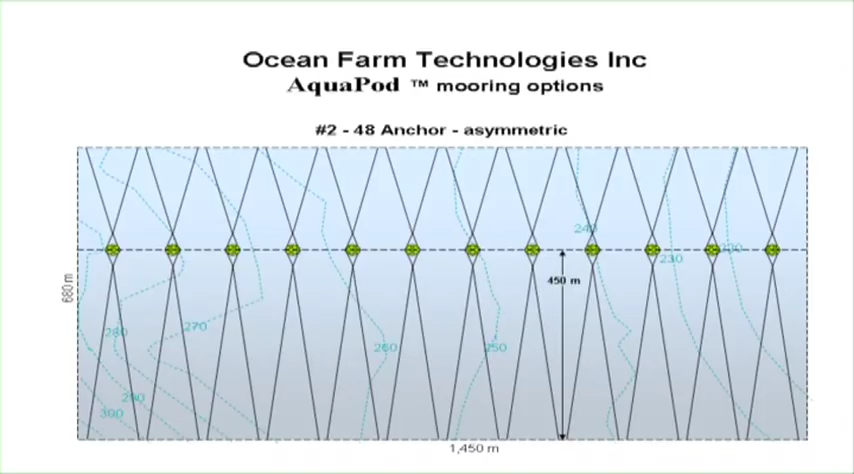 Ocean Farm Technologies Inc
AquaPod ™ mooring options
#2 - 48 Anchor - asymmetric
240
230
450 m
680 m
280
270
260
250
290
300
1,450 m